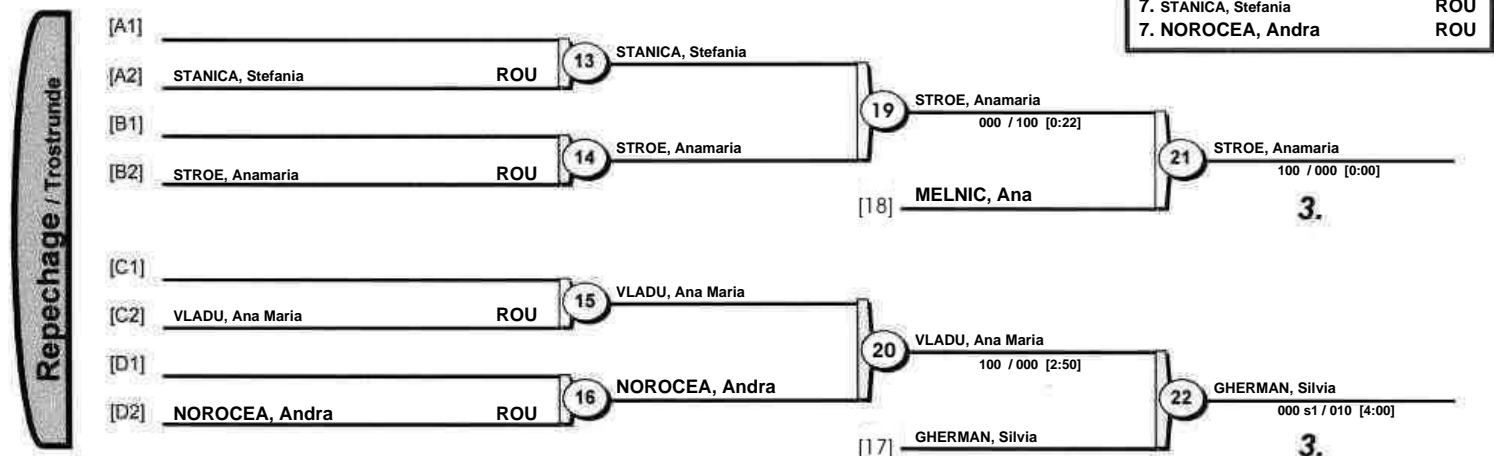 7. STANICA, Stefania ROU
7. NOROCEA, Andra ROU
Repechage / Trostrunde
[A1]
[A2] STANICA, Stefania ROU
13 STANICA, Stefania
[B1]
[B2] STROE, Anamaria ROU
14 STROE, Anamaria
19 STROE, Anamaria
000 / 100 [0:22]
[18] MELNIC, Ana
21 STROE, Anamaria
100 / 000 [0:00]
3.
[C1]
[C2] VLADU, Ana Maria ROU
15 VLADU, Ana Maria
[D1]
[D2] NOROCEA, Andra ROU
16 NOROCEA, Andra
20 VLADU, Ana Maria
100 / 000 [2:50]
[17] GHERMAN, Silvia
22 GHERMAN, Silvia
000 s1 / 010 [4:00]
3.